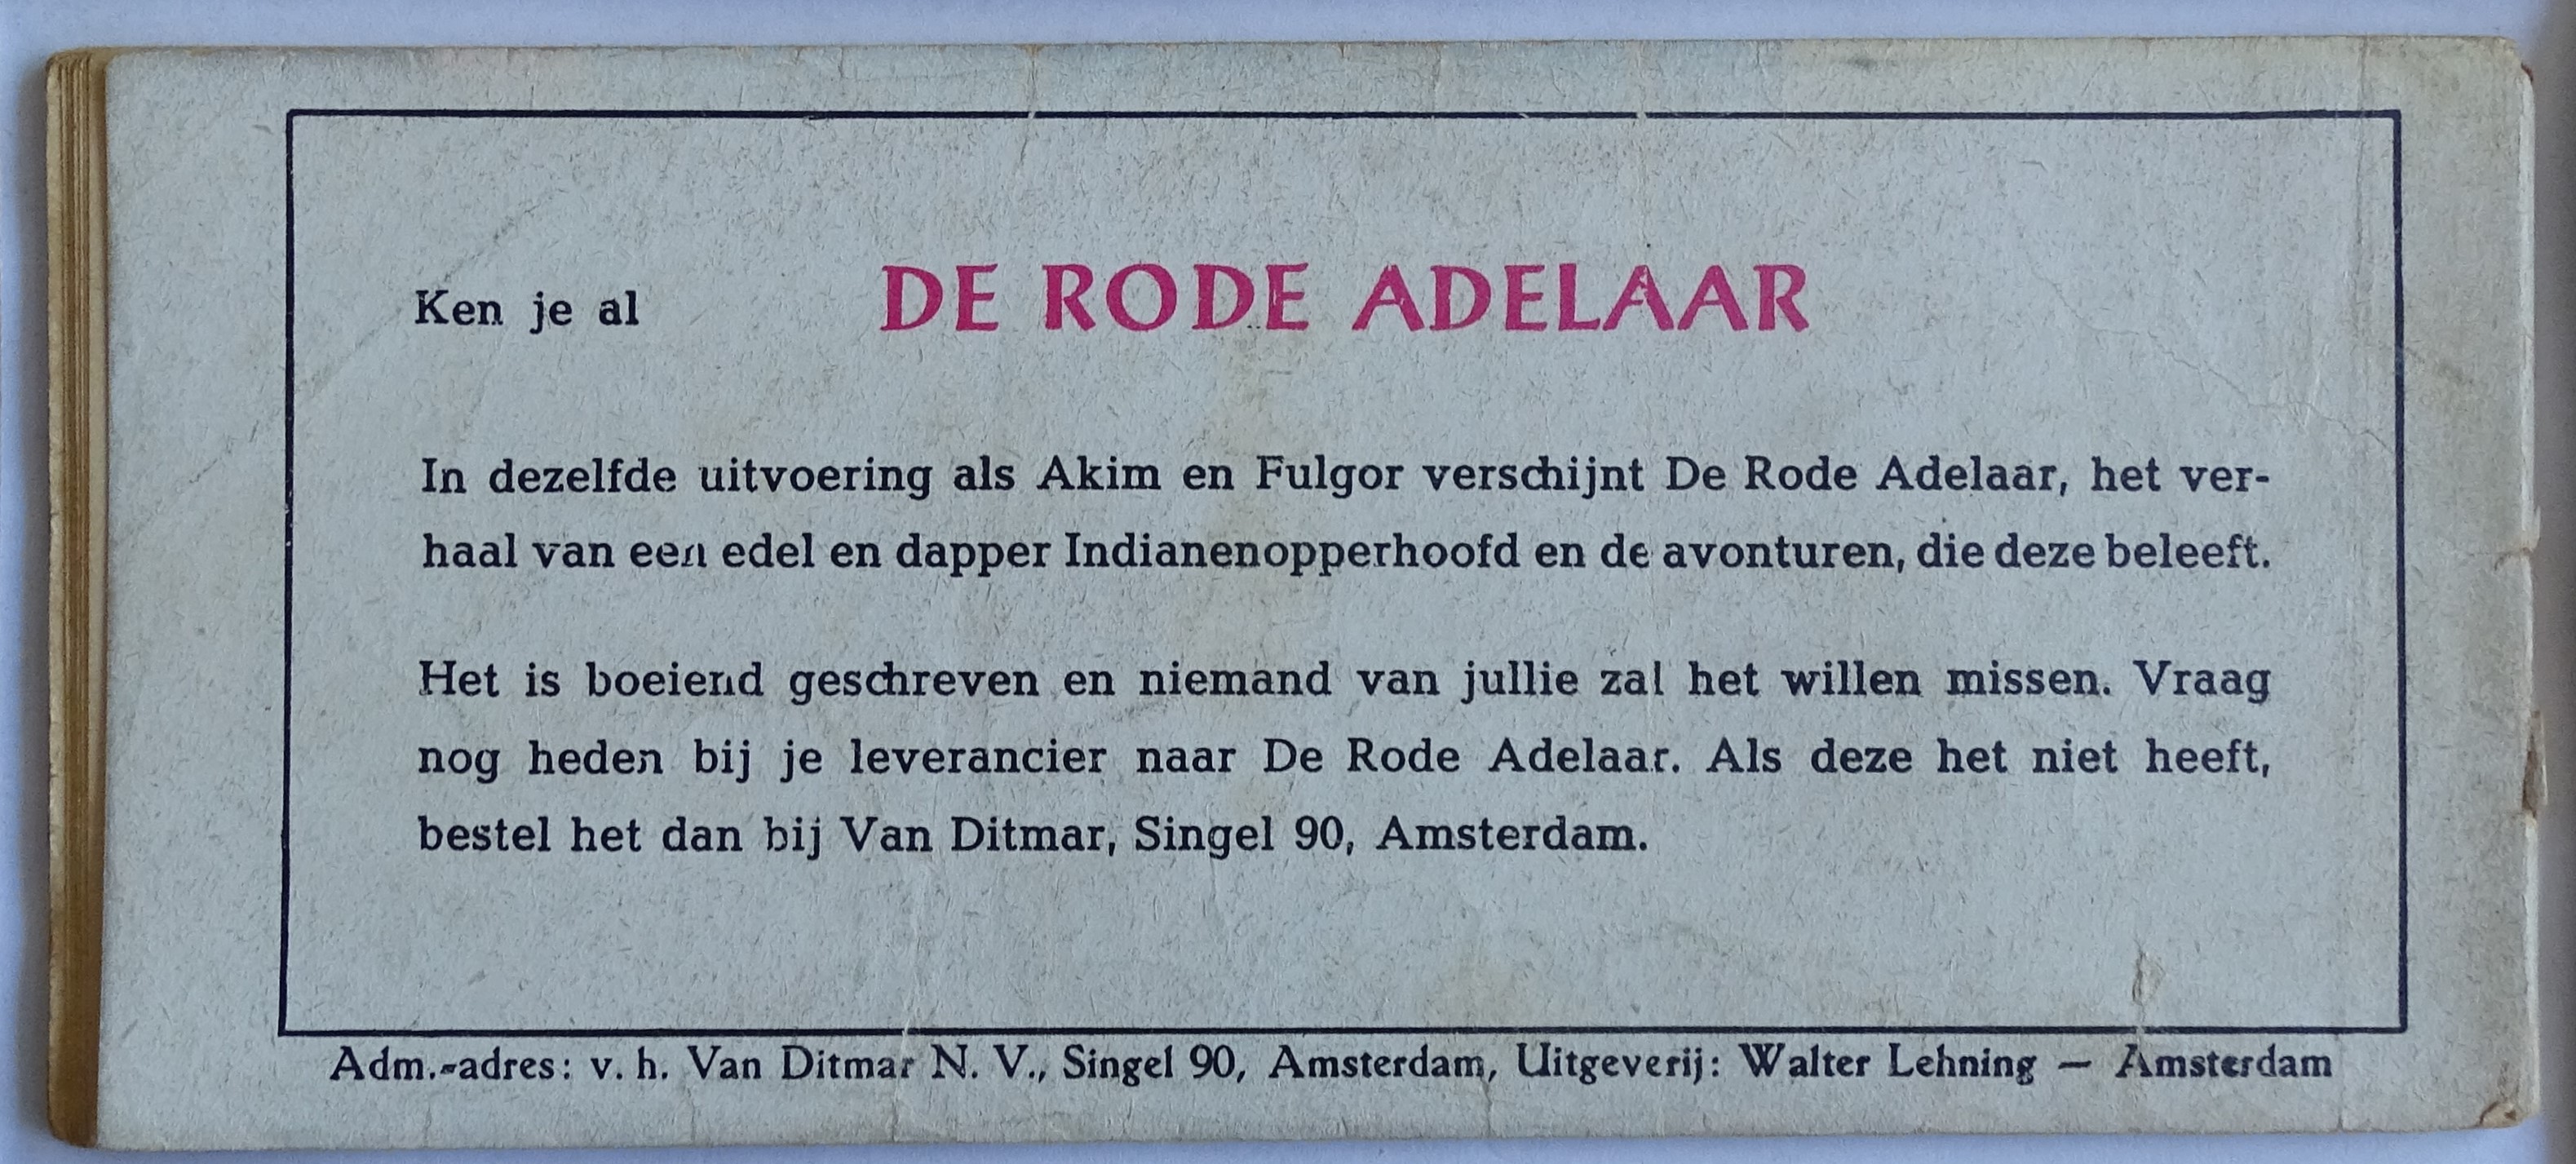 Ken je al DE RODE ADELAAR
In dezelfde uitvoering als Akim en Fulgor verschijnt De Rode Adelaar, het ver-
haal van een edel en dapper Indianenopperhoofd en de avonturen, die deze beleeft.
Het is boeiend geschreven en niemand van jullie zal het willen missen. Vraag
nog heden bij je leverancier naar De Rode Adelaar. Als deze het niet heeft,
bestel het dan bij Van Ditmar, Singel 90, Amsterdam.
Adm.-adres: v. h. Van Ditmar N. V., Singel 90, Amsterdam, Uitgeverij: Walter Lehning — Amsterdam